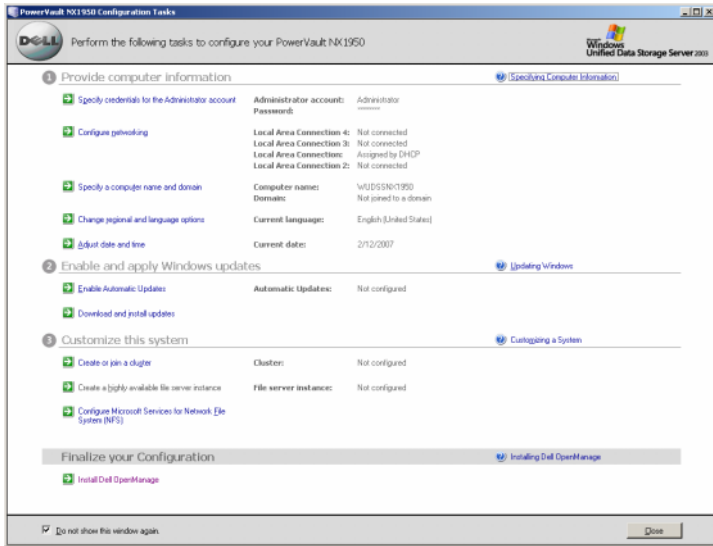 PowerVault NX1950 Configuration Tasks
DELL
Perform the following tasks to configure your PowerVault NX1950
Windows
Unified Data Storage Server 2003
1 Provide computer information
Specifying Computer Information
Specify credentials for the Administrator account
Administrator account: Administrator
Password: ********
Configure networking
Local Area Connection 4: Not connected
Local Area Connection 3: Not connected
Local Area Connection: Assigned by DHCP
Local Area Connection 2: Not connected
Specify a computer name and domain
Computer name: WUDSSNX1950
Domain: Not joined to a domain
Change regional and language options
Current language: English (United States)
Adjust date and time
Current date: 2/12/2007
2 Enable and apply Windows updates
Updating Windows
Enable Automatic Updates
Automatic Updates: Not configured
Download and install updates
3 Customize this system
Customizing a System
Create or join a cluster
Cluster: Not configured
Create a highly available file server instance
File server instance: Not configured
Configure Microsoft Services for Network File
System (NFS)
Finalize your Configuration
Installing Dell OpenManage
Install Dell OpenManage
Do not show this window again.
Close